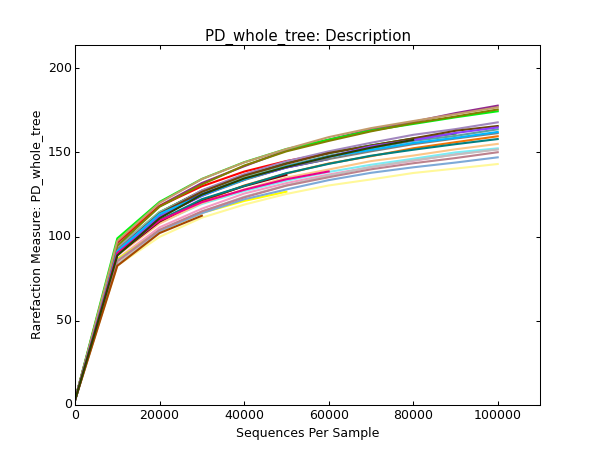 PD_whole_tree: Description
Rarefaction Measure: PD_whole_tree
200
150
100
50
0
0 20000 40000 60000 80000 100000
Sequences Per Sample